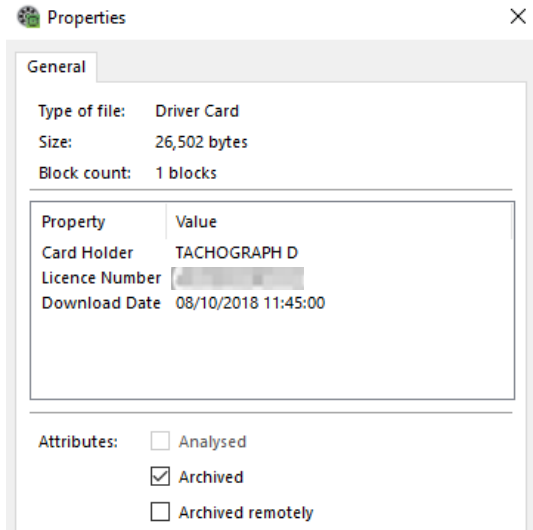 Properties
General
Type of file: Driver Card
Size: 26,502 bytes
Block count: 1 blocks
Property Value
Card Holder TACHOGRAPH D
Licence Number
Download Date 08/10/2018 11:45:00
Attributes: Analysed
Archived
Archived remotely